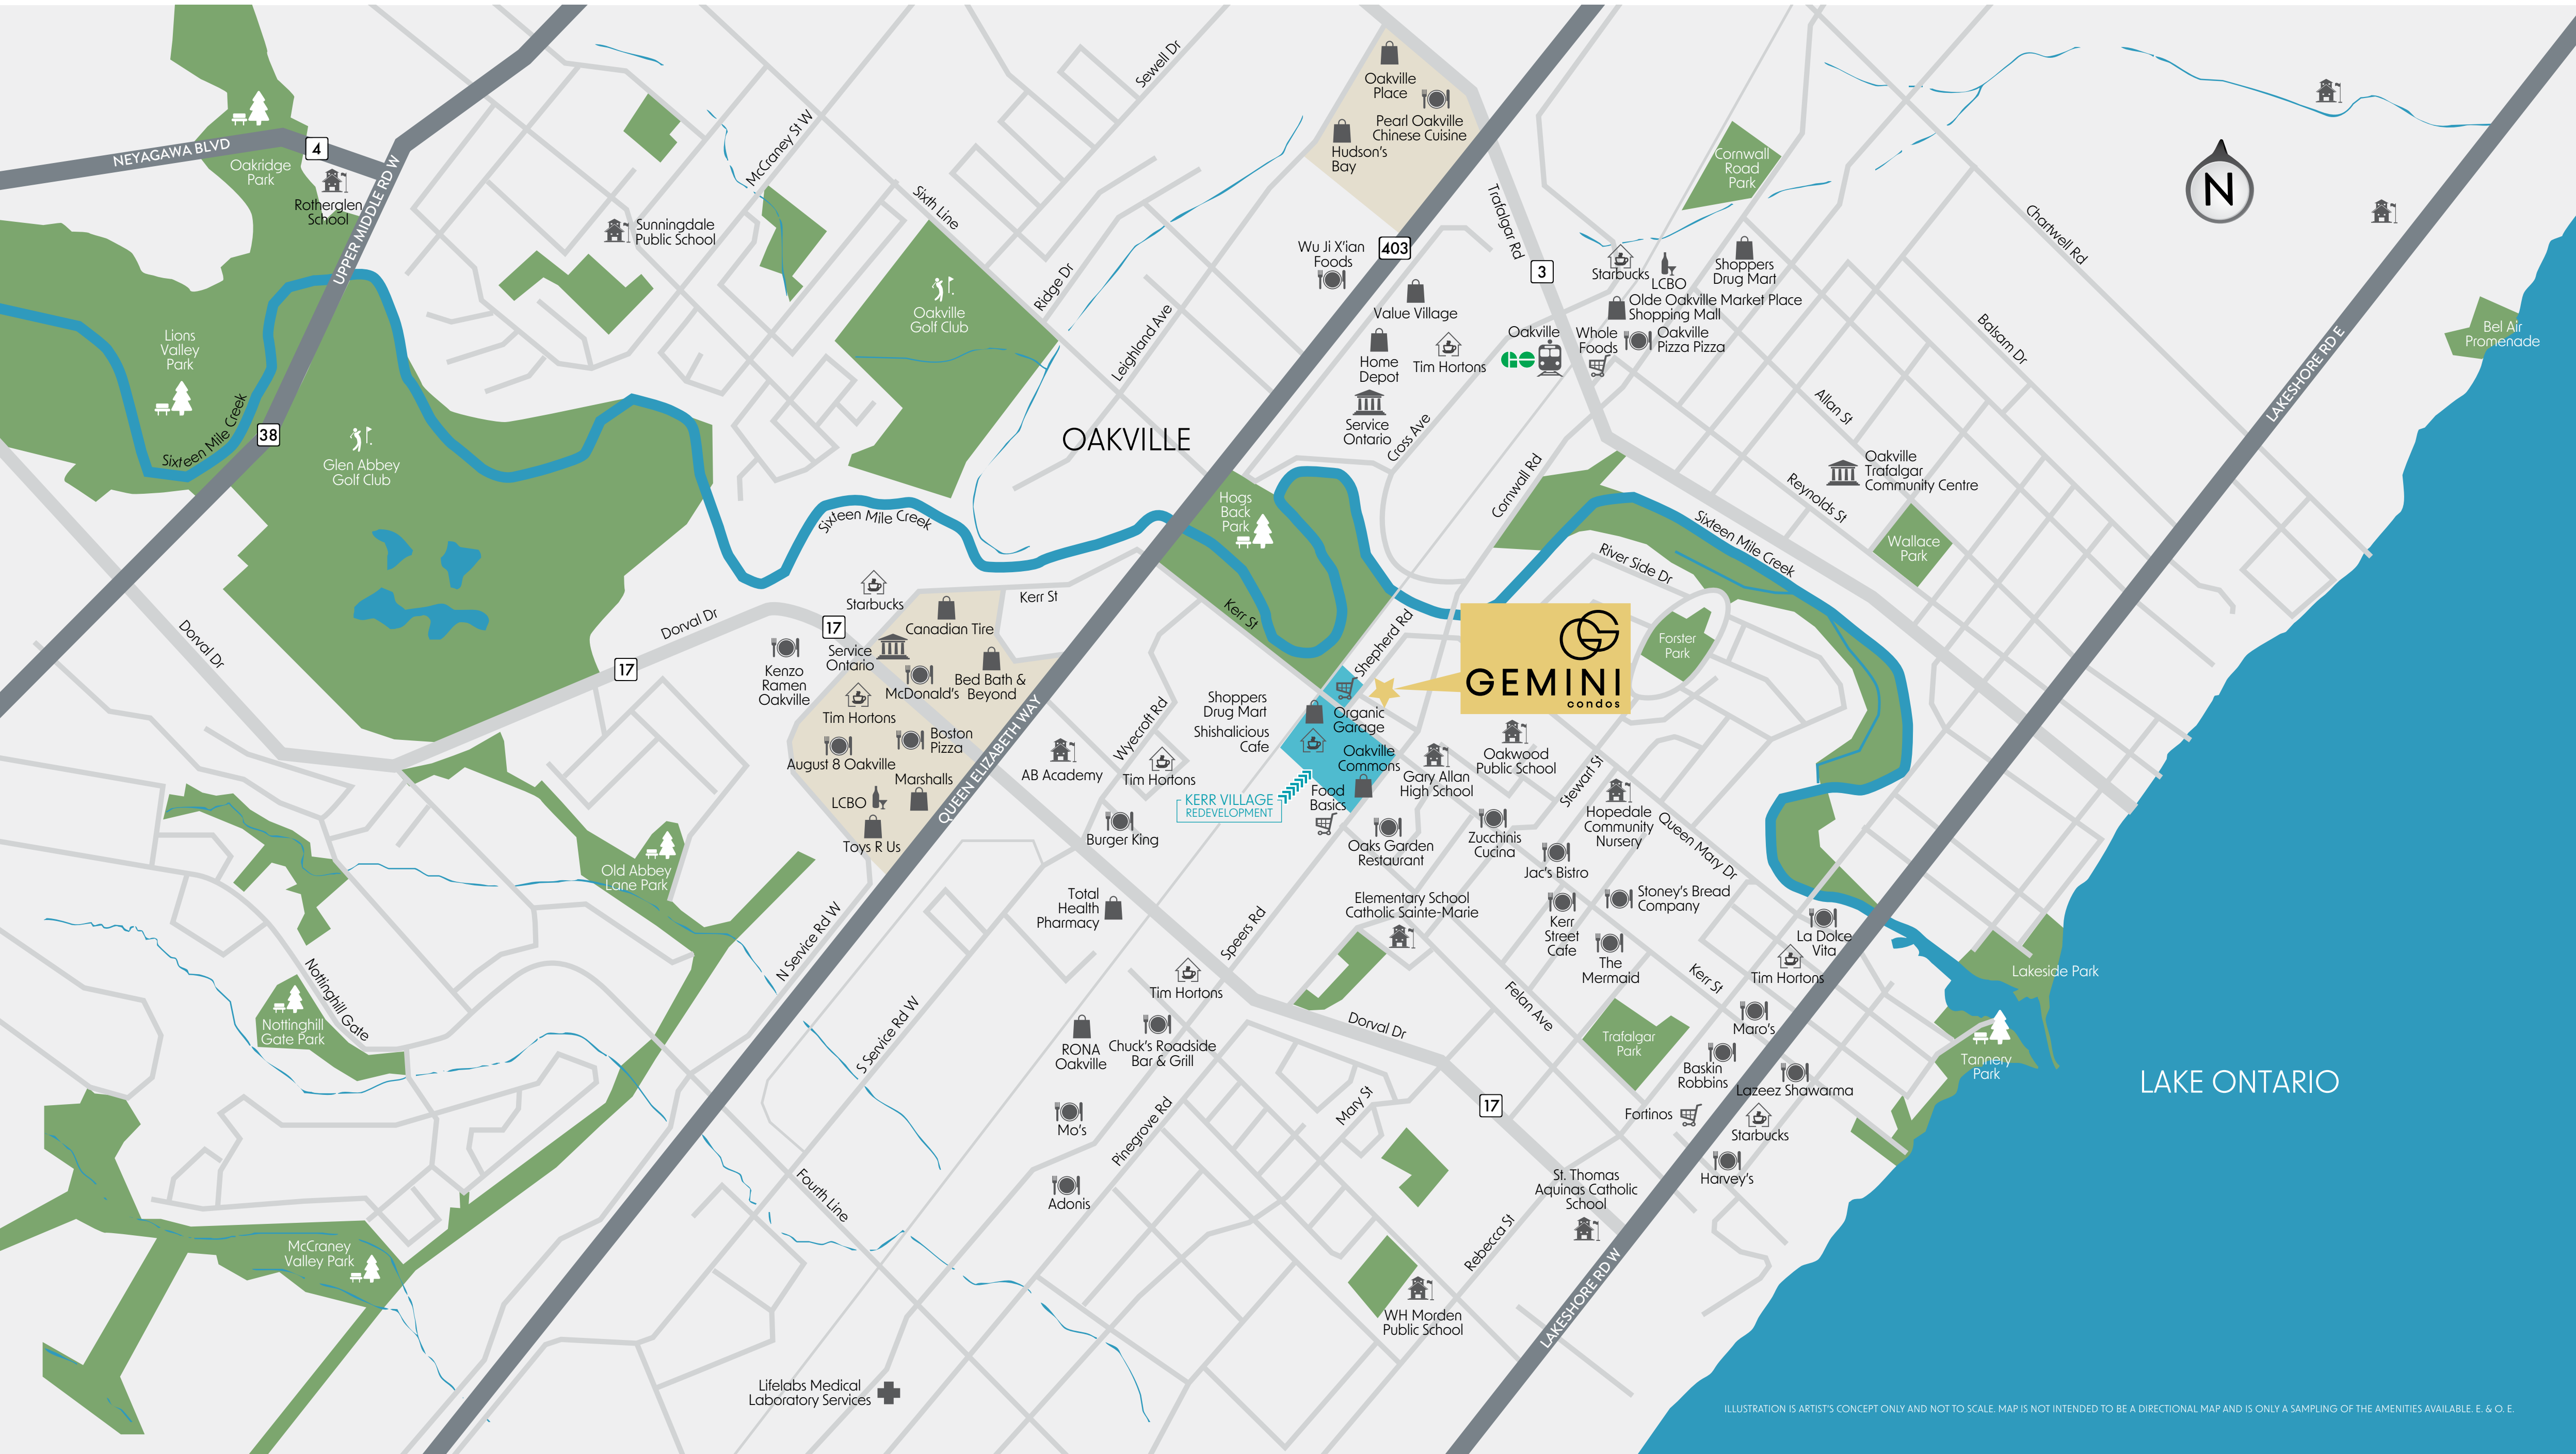 NEYAGAWA BLVD
4
Oakridge
Park
Rotherglen
School
UPPER MIDDLE RD W
Sunningdale
Public School
McCraney St W
Sewell Dr
Sixth Line
Ridge Dr
Leighland Ave
Oakville
Golf Club
Oakville
Place
Pearl Oakville
Chinese Cuisine
Hudson's
Bay
403
Wu Ji X'ian
Foods
Trafalgar Rd
3
Cornwall
Road
Park
Starbucks
LCBO
Shoppers
Drug Mart
Olde Oakville Market Place
Shopping Mall
Value Village
Home
Depot
Tim Hortons
Oakville
GO
Whole
Foods
Oakville
Pizza Pizza
Service
Ontario
Cross Ave
Cornwall Rd
N
Chartwell Rd
Balsam Dr
Allan St
Reynolds St
LAKESHORE RD E
Bel Air
Promenade
Lions
Valley
Park
Sixteen Mile Creek
38
Glen Abbey
Golf Club
OAKVILLE
Sixteen Mile Creek
Hogs
Back
Park
Oakville
Trafalgar
Community Centre
Wallace
Park
Sixteen Mile Creek
River Side Dr
Forster
Park
Dorval Dr
Dorval Dr
17
17
Starbucks
Canadian Tire
Kerr St
Kerr St
Service
Ontario
Kenzo
Ramen
Oakville
McDonald's
Bed Bath &
Beyond
Tim Hortons
Boston
Pizza
August 8 Oakville
Marshalls
LCBO
Toys R Us
QUEEN ELIZABETH WAY
AB Academy
Wyecroft Rd
Tim Hortons
Burger King
Shepherd Rd
GEMINI
condos
Shoppers
Drug Mart
Shishalicious
Cafe
Organic
Garage
Oakville
Commons
KERR VILLAGE
REDEVELOPMENT
Food
Basics
Gary Allan
High School
Oakwood
Public School
Stewart St
Hopedale
Community
Nursery
Queen Mary Dr
Oaks Garden
Restaurant
Zucchinis
Cucina
Jac's Bistro
Elementary School
Catholic Sainte-Marie
Kerr
Street
Cafe
Stoney's Bread
Company
The
Mermaid
La Dolce
Vita
Tim Hortons
Kerr St
Maro's
Felan Ave
Trafalgar
Park
Baskin
Robbins
Lazeez Shawarma
Fortinos
Starbucks
Harvey's
Lakeside Park
Tannery
Park
LAKE ONTARIO
Old Abbey
Lane Park
N Service Rd W
S Service Rd W
Total
Health
Pharmacy
Speers Rd
Tim Hortons
RONA
Oakville
Chuck's Roadside
Bar & Grill
Mo's
Adonis
Pinegrove Rd
Dorval Dr
Mary St
17
St. Thomas
Aquinas Catholic
School
Rebecca St
WH Morden
Public School
LAKESHORE RD W
Nottinghill Gate
Nottinghill
Gate Park
McCraney
Valley Park
Fourth Line
Lifelabs Medical
Laboratory Services
ILLUSTRATION IS ARTIST'S CONCEPT ONLY AND NOT TO SCALE. MAP IS NOT INTENDED TO BE A DIRECTIONAL MAP AND IS ONLY A SAMPLING OF THE AMENITIES AVAILABLE. E. & O. E.